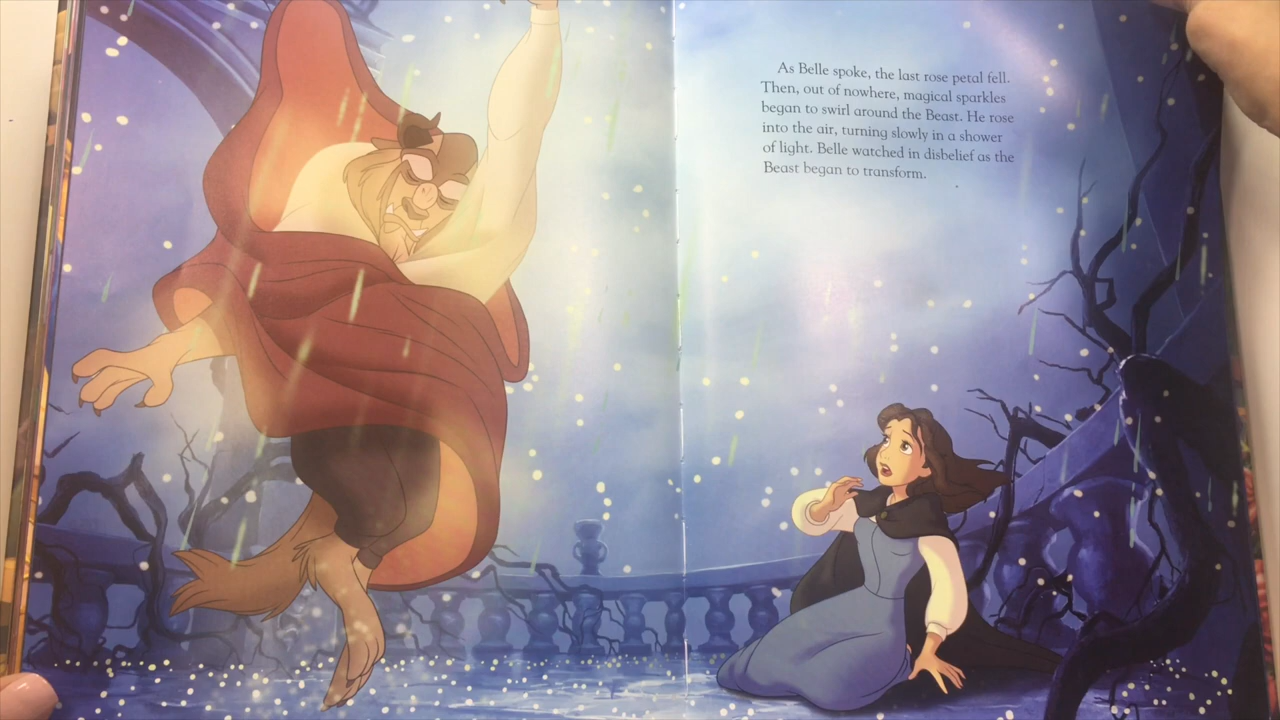 As Belle spoke, the last rose petal fell.
Then, out of nowhere, magical sparkles
began to swirl around the Beast. He rose
into the air, turning slowly in a shower
of light. Belle watched in disbelief as the
Beast began to transform.